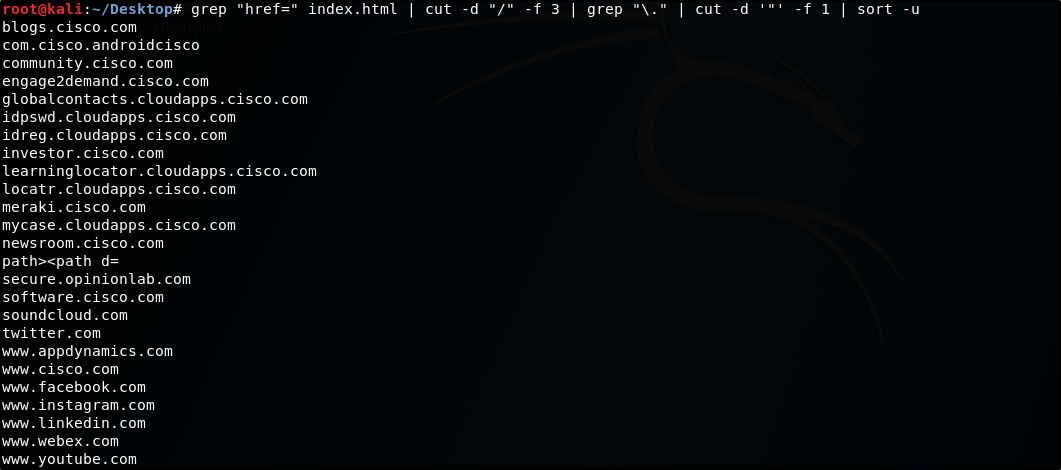 root@kali:~/Desktop# grep "href=" index.html | cut -d "/" -f 3 | grep "\." | cut -d '"' -f 1 | sort -u
blogs.cisco.com
com.cisco.androidcisco
community.cisco.com
engage2demand.cisco.com
globalcontacts.cloudapps.cisco.com
idpswd.cloudapps.cisco.com
idreg.cloudapps.cisco.com
investor.cisco.com
learninglocator.cloudapps.cisco.com
locatr.cloudapps.cisco.com
meraki.cisco.com
mycase.cloudapps.cisco.com
newsroom.cisco.com
path><path d=
secure.opinionlab.com
software.cisco.com
soundcloud.com
twitter.com
www.appdynamics.com
www.cisco.com
www.facebook.com
www.instagram.com
www.linkedin.com
www.webex.com
www.youtube.com